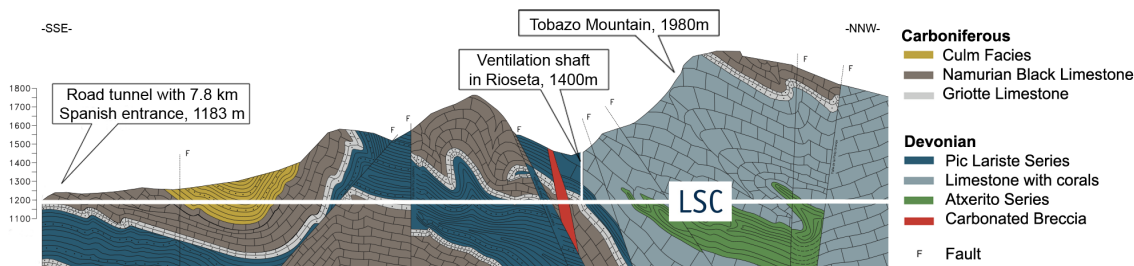 -SSE-
Tobazo Mountain, 1980m
-NNW-
Ventilation shaft
in Rioseta, 1400m
Road tunnel with 7.8 km
Spanish entrance, 1183 m
1800
1700
1600
1500
1400
1300
1200
1100
F
F
F
F
F
F
F
F
LSC
Carboniferous
Culm Facies
Namurian Black Limestone
Griotte Limestone
Devonian
Pic Lariste Series
Limestone with corals
Atxerito Series
Carbonated Breccia
F Fault